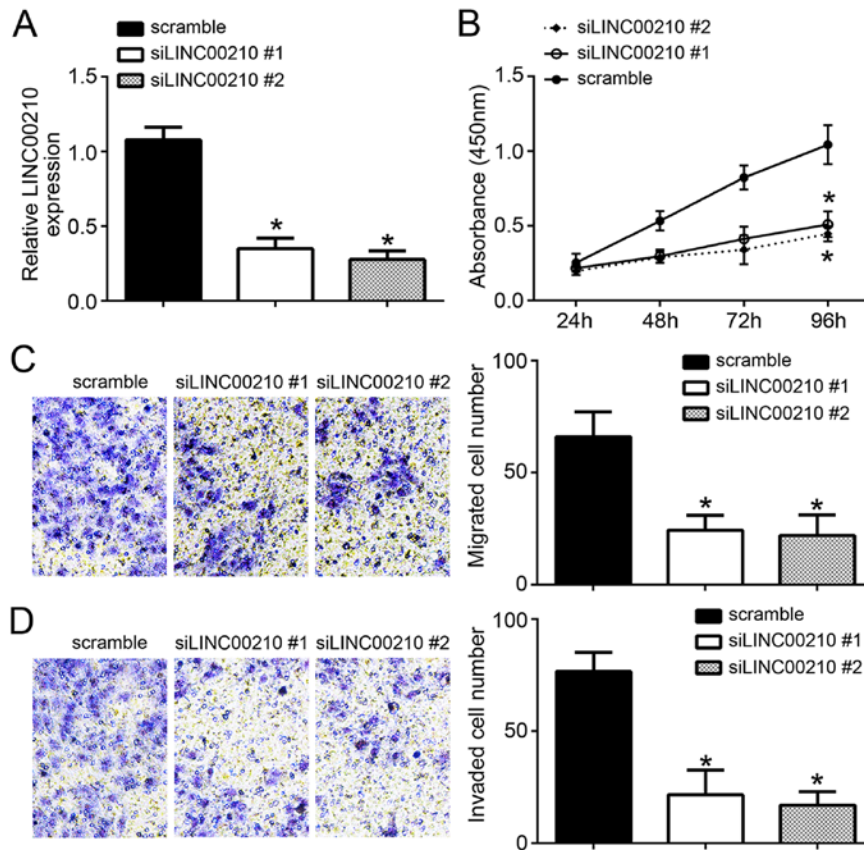 A
scramble
siLINC00210 #1
siLINC00210 #2
Relative LINC00210
expression
1.5
1.0
0.5
0.0
*
*
B
siLINC00210 #2
siLINC00210 #1
scramble
Absorbance (450nm)
1.5
1.0
0.5
0.0
*
*
24h 48h 72h 96h
C
scramble siLINC00210 #1 siLINC00210 #2
Migrated cell number
100
50
0
scramble
siLINC00210 #1
siLINC00210 #2
* *
D
scramble siLINC00210 #1 siLINC00210 #2
Invaded cell number
100
50
0
scramble
siLINC00210 #1
siLINC00210 #2
*
*